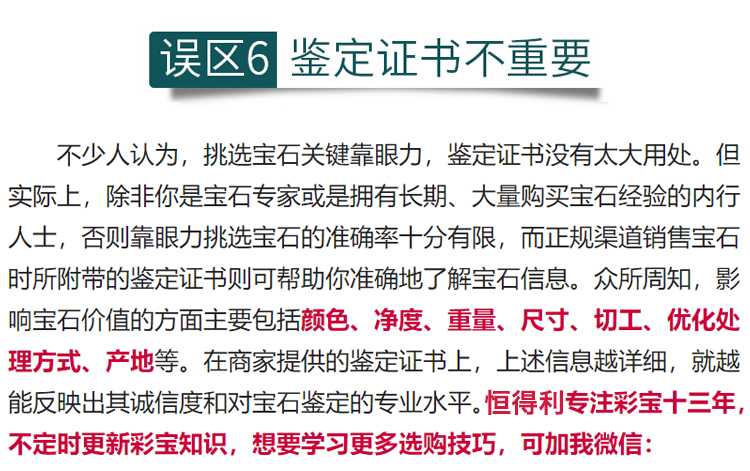 误区6 鉴定证书不重要
不少人认为，挑选宝石关键靠眼力，鉴定证书没有太大用处。但
实际上，除非你是宝石专家或是拥有长期、大量购买宝石经验的内行
人士，否则靠眼力挑选宝石的准确率十分有限，而正规渠道销售宝石
时所附带的鉴定证书则可帮助你准确地了解宝石信息。众所周知，影
响宝石价值的方面主要包括颜色、净度、重量、尺寸、切工、优化处
理方式、产地等。在商家提供的鉴定证书上，上述信息越详细，就越
能反映出其诚信度和对宝石鉴定的专业水平。恒得利专注彩宝十三年，
不定时更新彩宝知识，想要学习更多选购技巧，可加我微信：